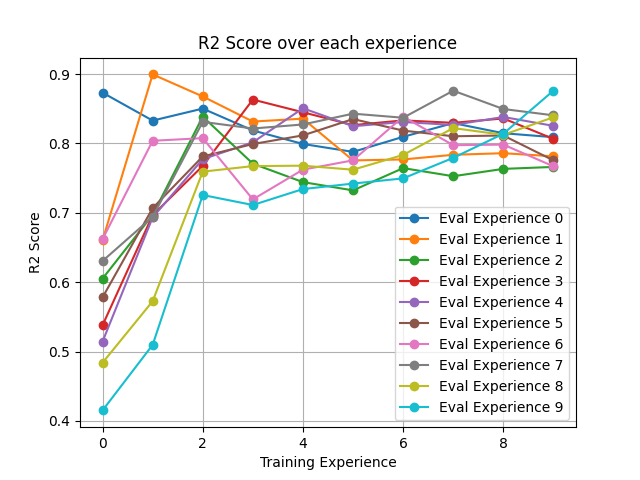 R2 Score over each experience
R2 Score
0.9
0.8
0.7
0.6
0.5
0.4
Eval Experience 0
Eval Experience 1
Eval Experience 2
Eval Experience 3
Eval Experience 4
Eval Experience 5
Eval Experience 6
Eval Experience 7
Eval Experience 8
Eval Experience 9
0 2 4 6 8
Training Experience